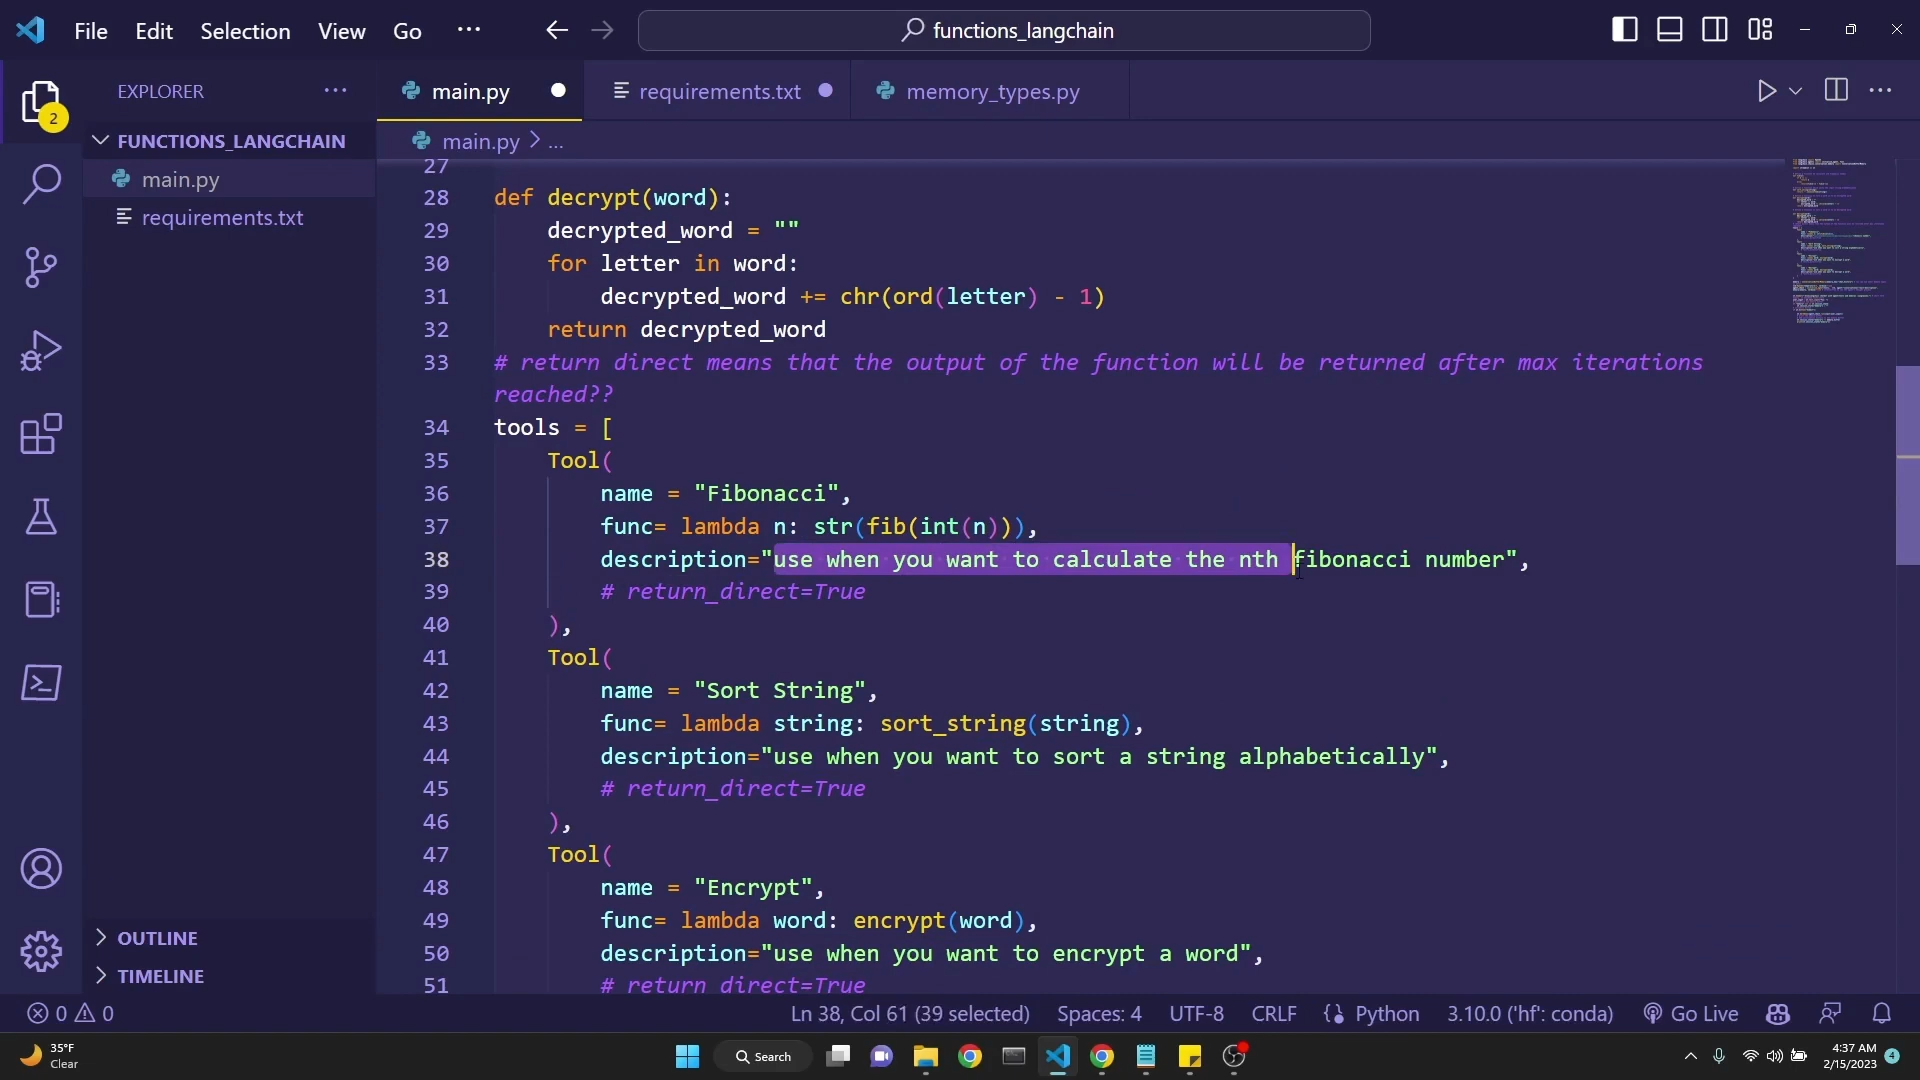 File Edit Selection View Go ··· functions_langchain
EXPLORER ···
main.py requirements.txt memory_types.py
2
FUNCTIONS_LANGCHAIN
main.py
requirements.txt
main.py > ...
27
28 def decrypt(word):
29 decrypted_word = ""
30 for letter in word:
31 decrypted_word += chr(ord(letter) - 1)
32 return decrypted_word
33 # return direct means that the output of the function will be returned after max iterations
reached??
34 tools = [
35 Tool(
36 name = "Fibonacci",
37 func= lambda n: str(fib(int(n))),
38 description="use when you want to calculate the nth fibonacci number",
39 # return_direct=True
40 ),
41 Tool(
42 name = "Sort String",
43 func= lambda string: sort_string(string),
44 description="use when you want to sort a string alphabetically",
45 # return_direct=True
46 ),
47 Tool(
48 name = "Encrypt",
49 func= lambda word: encrypt(word),
50 description="use when you want to encrypt a word",
51 # return_direct=True
OUTLINE
TIMELINE
0 0 Ln 38, Col 61 (39 selected) Spaces: 4 UTF-8 CRLF Python 3.10.0 ('hf': conda) Go Live
35°F
Clear
Search
4:37 AM
2/15/2023
4